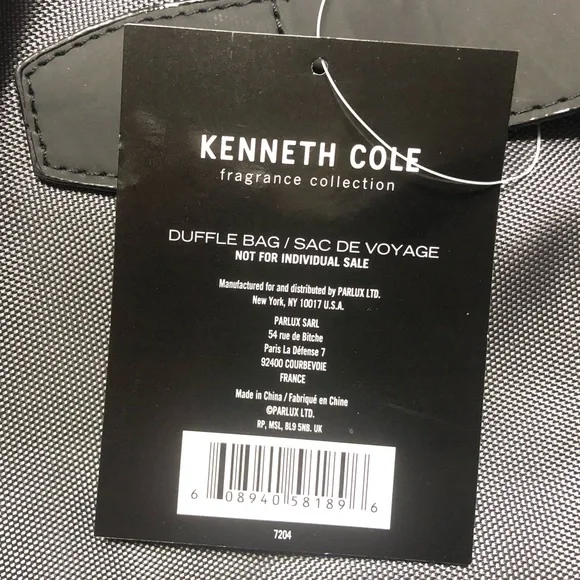 KENNETH COLE
fragrance collection
DUFFLE BAG / SAC DE VOYAGE
NOT FOR INDIVIDUAL SALE
Manufactured for and distributed by PARLUX LTD.
New York, NY 10017 U.S.A.
PARLUX SARL
54 rue de Bitche
Paris La Défense 7
92400 COURBEVOIE
FRANCE
Made in China / Fabriqué en Chine
©PARLUX LTD.
RP, MSL, BL9 5NB. UK
6 08940 58189 6
7204